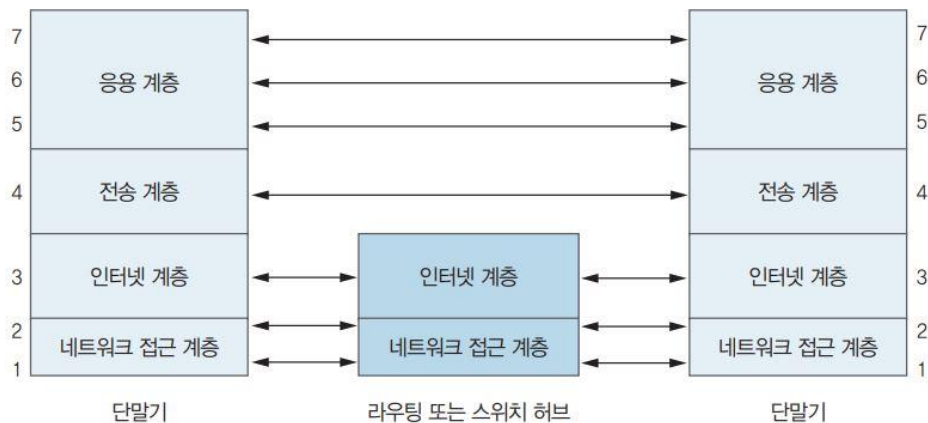 7
7
6
응용 계층
응용 계층
6
5
5
4
전송 계층
전송 계층
4
3
인터넷 계층
인터넷 계층
인터넷 계층
3
2
네트워크 접근 계층
네트워크 접근 계층
네트워크 접근 계층
2
1
1
단말기
라우팅 또는 스위치 허브
단말기